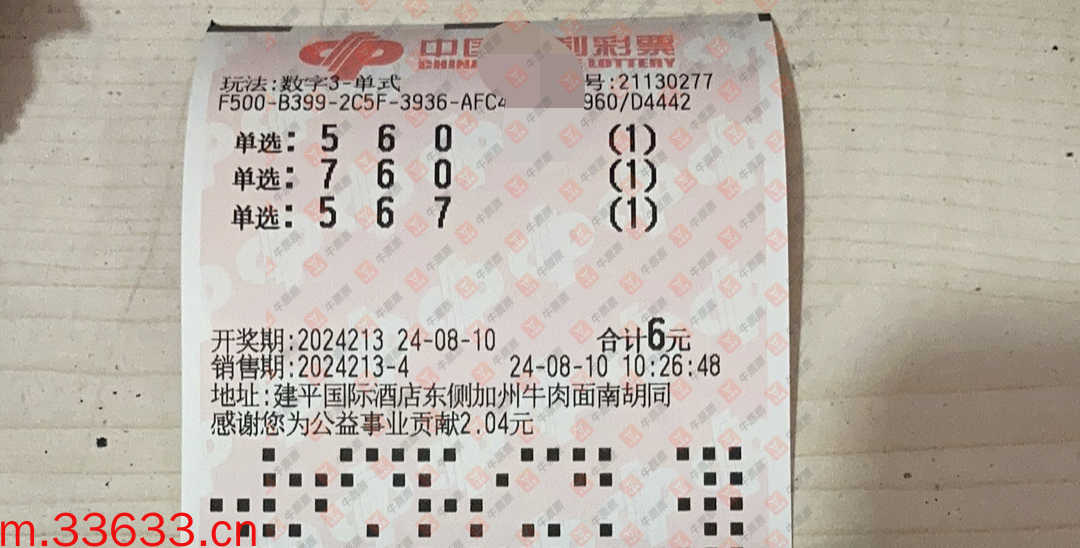 中国 利彩票
CHINA LOTTERY
玩法:数字3-单式 号:21130277
F500-B399-2C5F-3936-AFC4 960/D4442
单选: 5 6 0 (1)
单选: 7 6 0 (1)
单选: 5 6 7 (1)
开奖期:2024213 24-08-10 合计6元
销售期:2024213-4 24-08-10 10:26:48
地址:建平国际酒店东侧加州牛肉面南胡同
感谢您为公益事业贡献2.04元
m.33633.cn